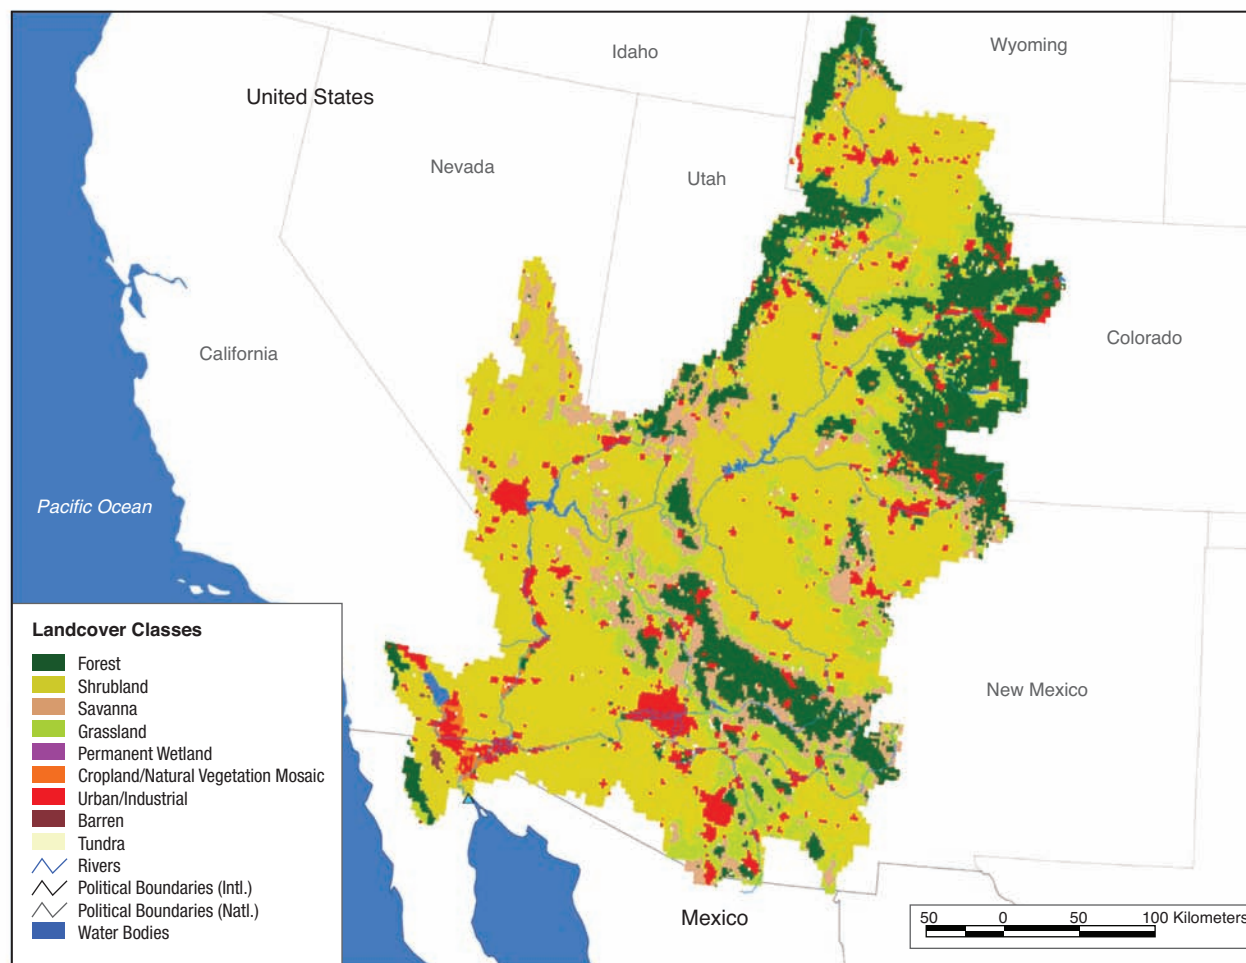 Idaho
Wyoming
United States
Nevada
Utah
California
Colorado
Pacific Ocean
New Mexico
Mexico
Landcover Classes
Forest
Shrubland
Savanna
Grassland
Permanent Wetland
Cropland/Natural Vegetation Mosaic
Urban/Industrial
Barren
Tundra
Rivers
Political Boundaries (Intl.)
Political Boundaries (Natl.)
Water Bodies
50 0 50 100 Kilometers